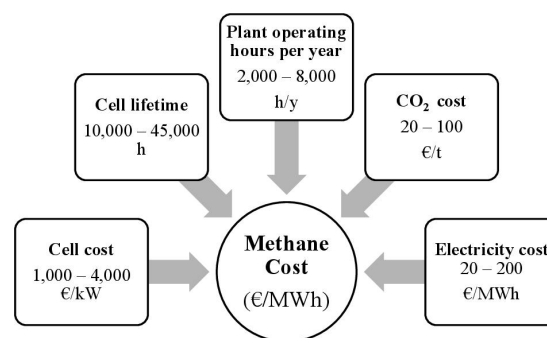 Plant operating
hours per year
2,000 – 8,000
h/y
Cell lifetime
10,000 – 45,000
h
CO₂ cost
20 – 100
€/t
Cell cost
1,000 – 4,000
€/kW
Methane
Cost
(€/MWh)
Electricity cost
20 – 200
€/MWh